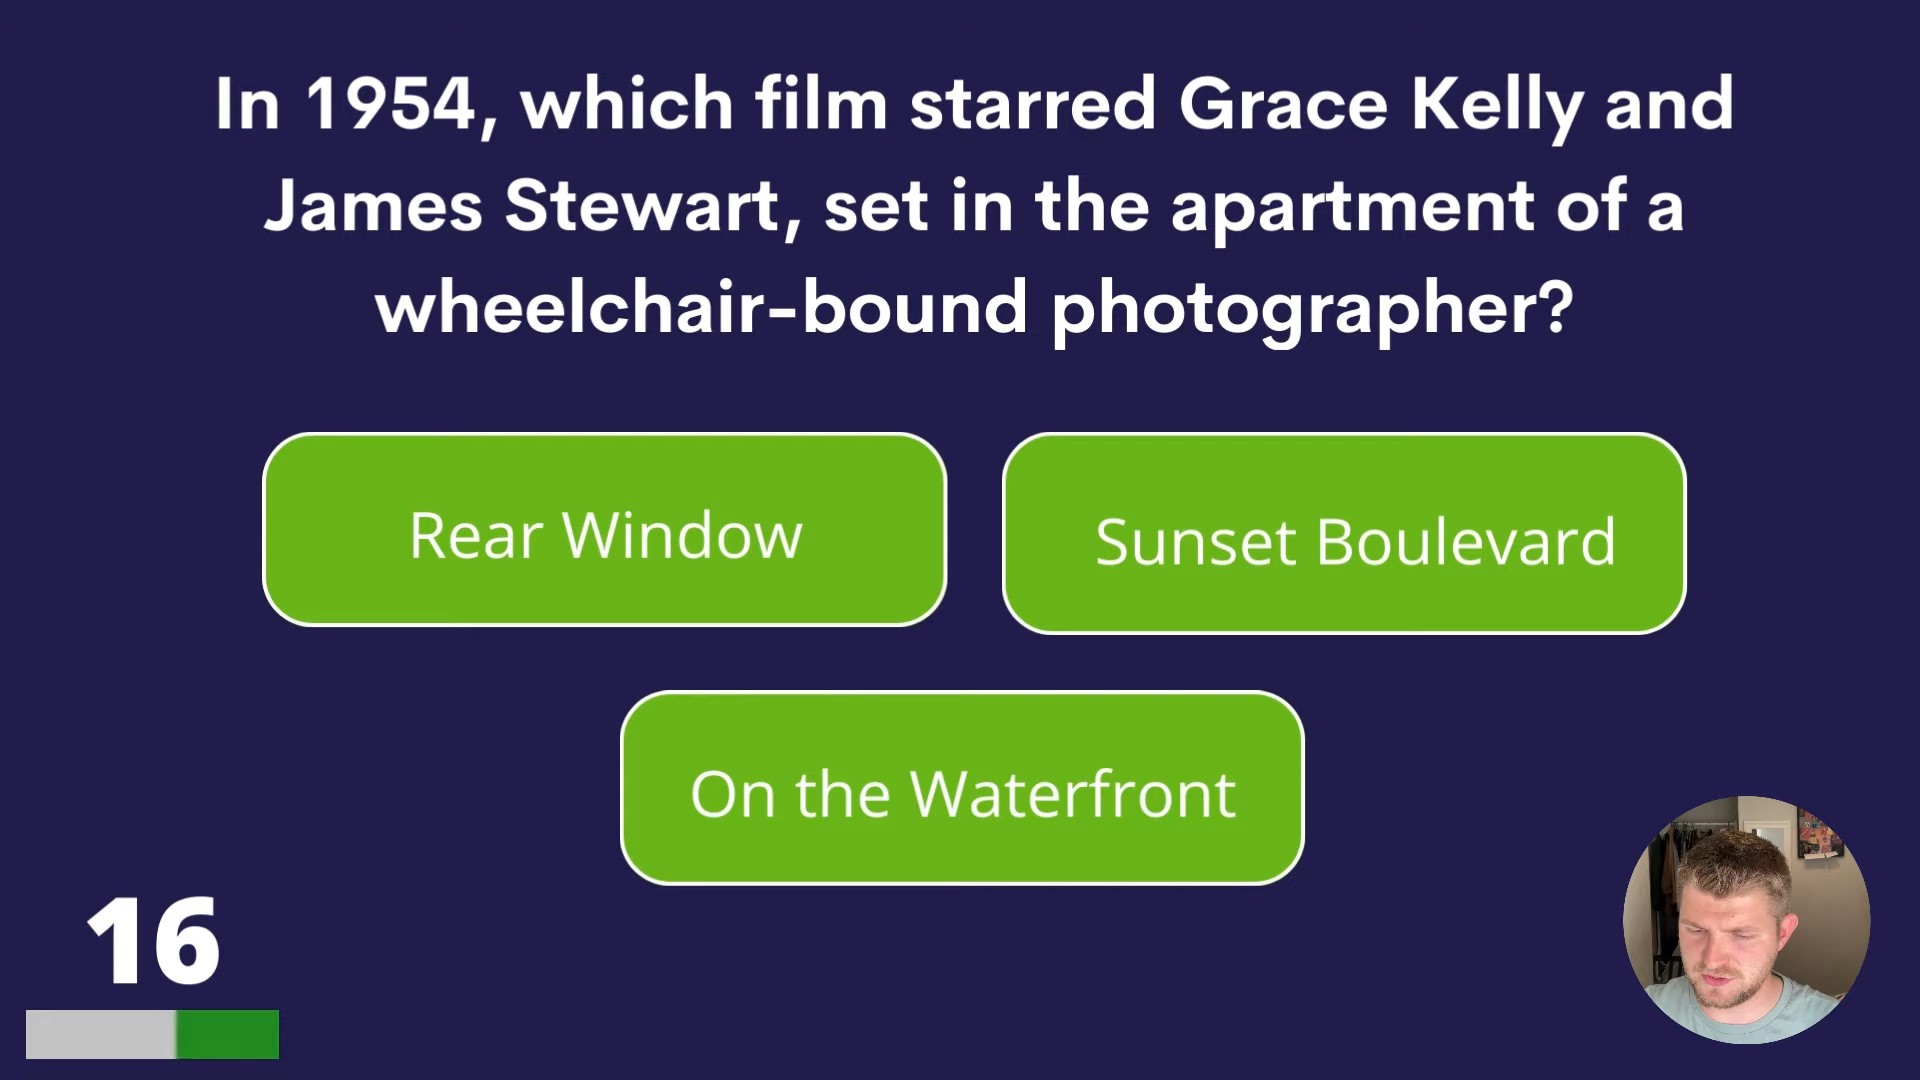 In 1954, which film starred Grace Kelly and
James Stewart, set in the apartment of a
wheelchair-bound photographer?
Rear Window
Sunset Boulevard
On the Waterfront
16